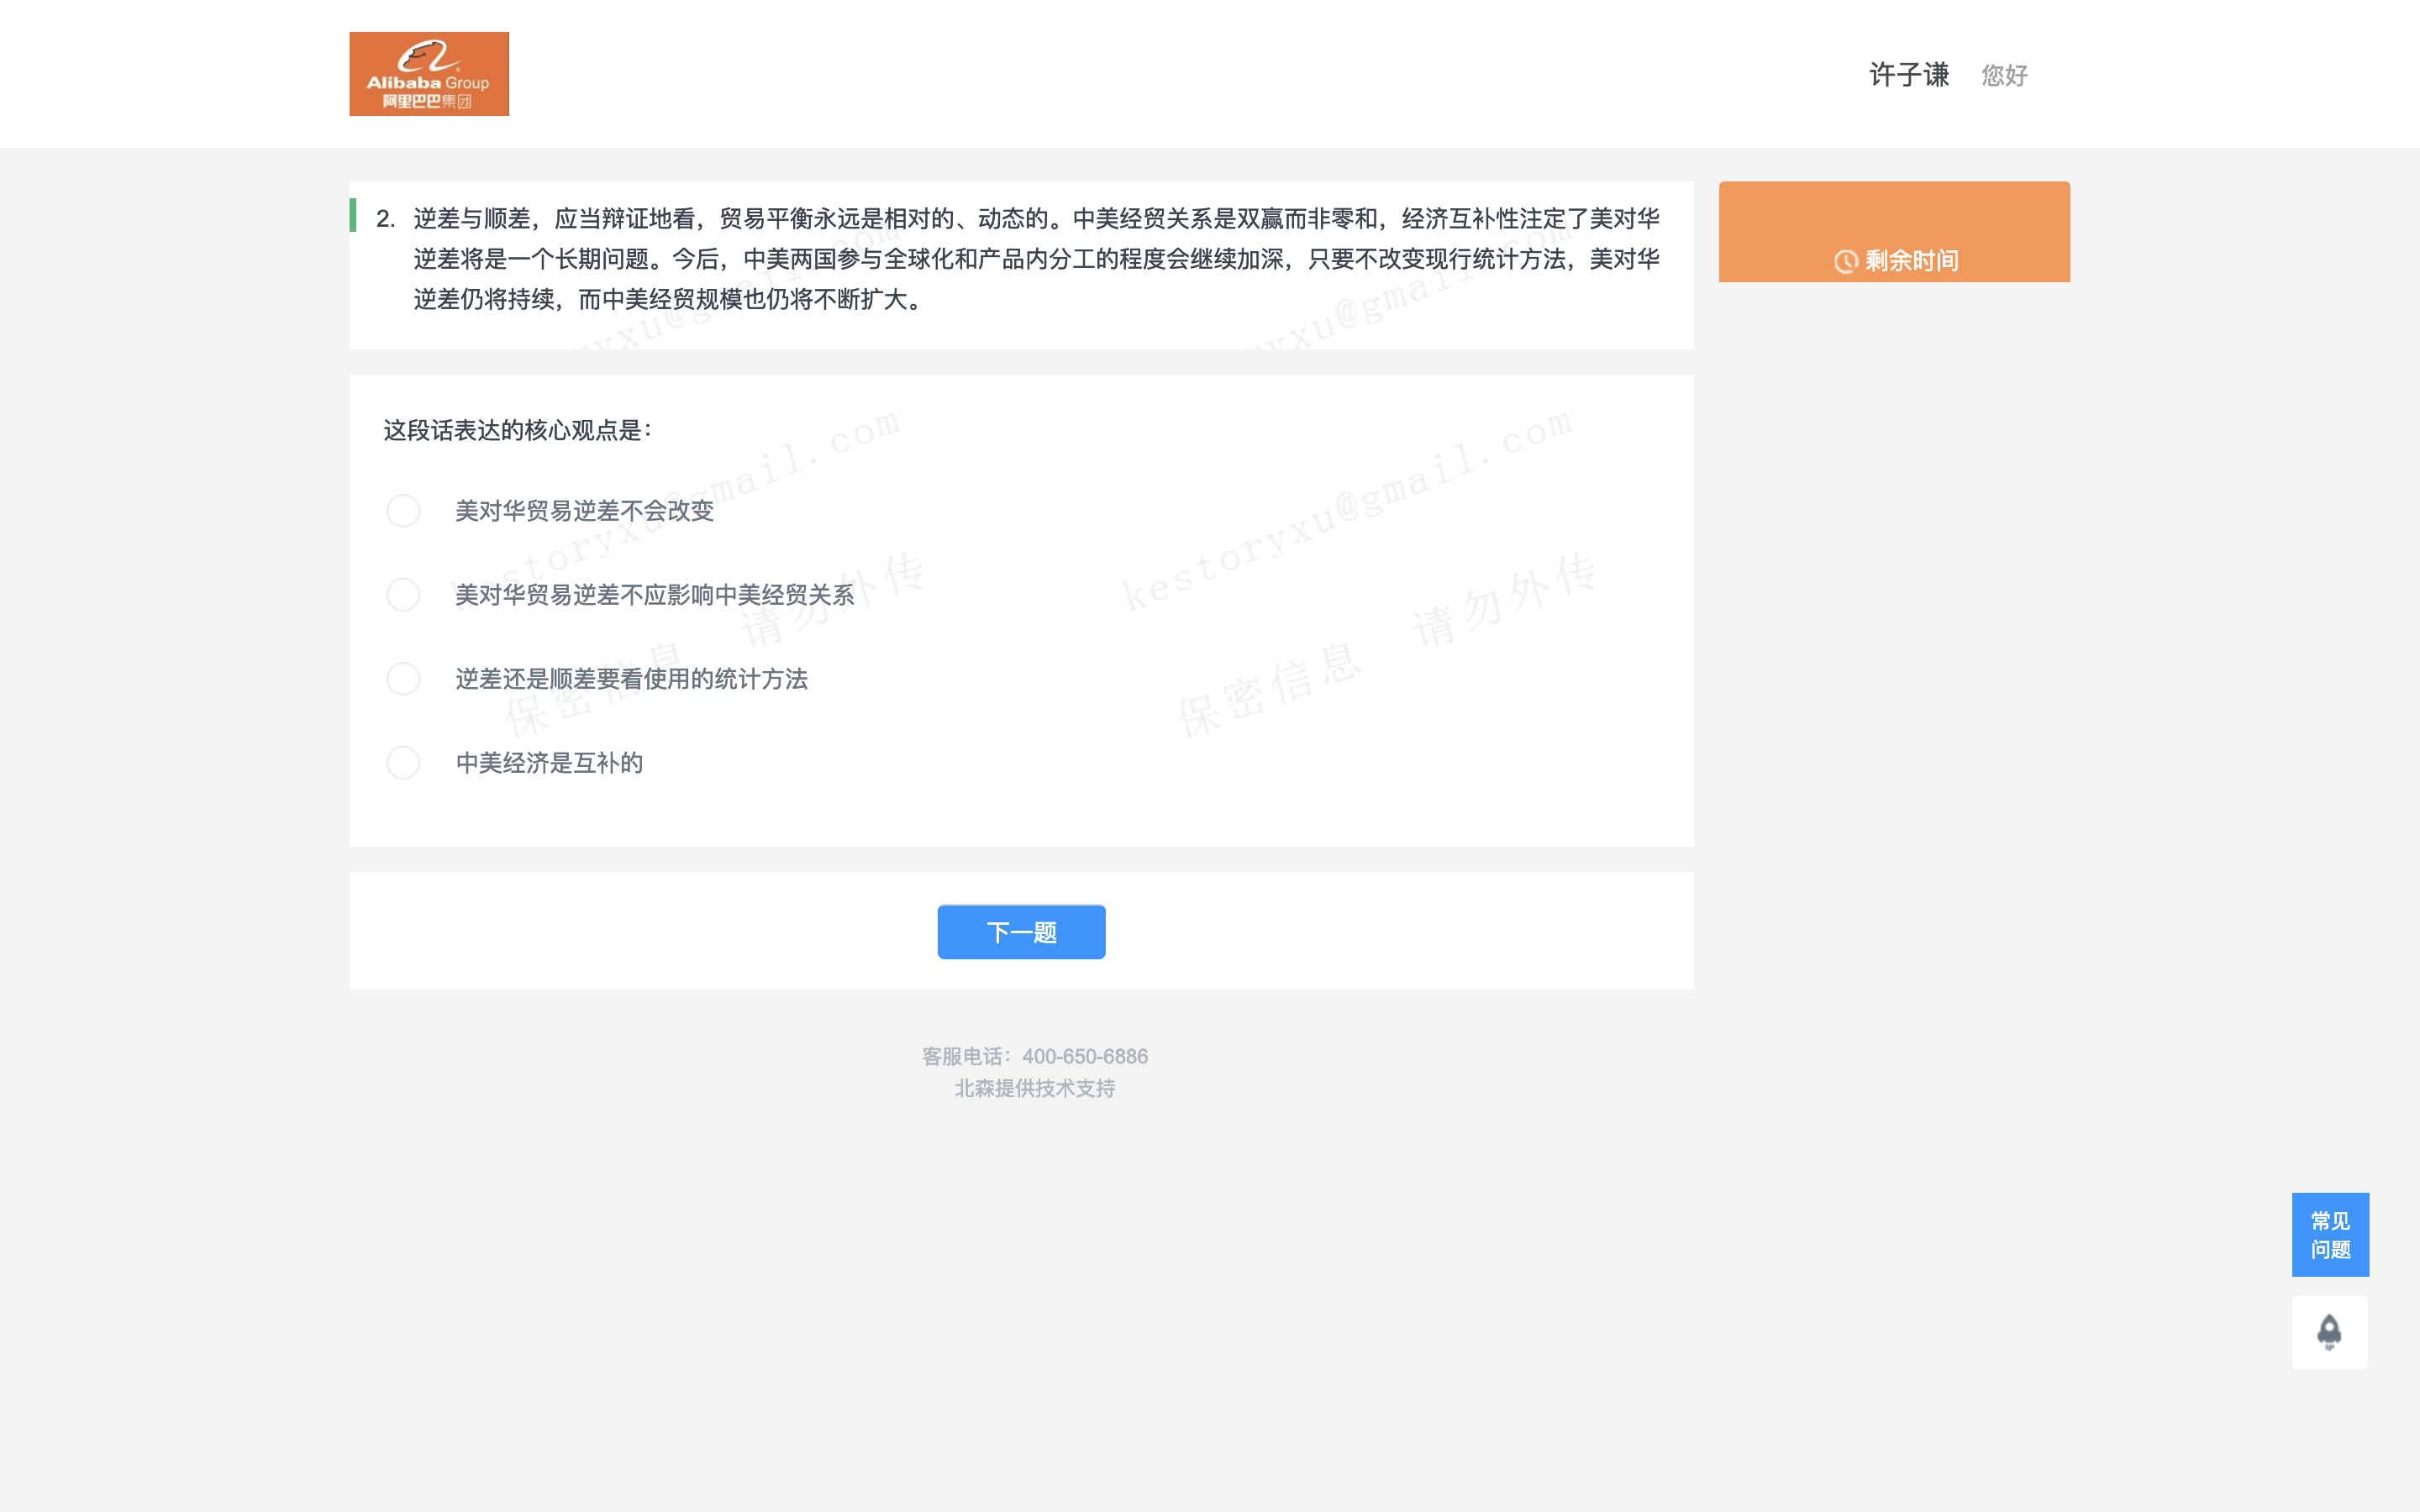 Alibaba Group
阿里巴巴集团
许子谦 您好
2. 逆差与顺差，应当辩证地看，贸易平衡永远是相对的、动态的。中美经贸关系是双赢而非零和，经济互补性注定了美对华
逆差将是一个长期问题。今后，中美两国参与全球化和产品内分工的程度会继续加深，只要不改变现行统计方法，美对华
逆差仍将持续，而中美经贸规模也仍将不断扩大。
剩余时间
这段话表达的核心观点是：
美对华贸易逆差不会改变
美对华贸易逆差不应影响中美经贸关系
逆差还是顺差要看使用的统计方法
中美经济是互补的
kestoryxu@gmail.com
kestoryxu@gmail.com
保密信息 请勿外传
保密信息 请勿外传
下一题
客服电话：400-650-6886
北森提供技术支持
常见
问题